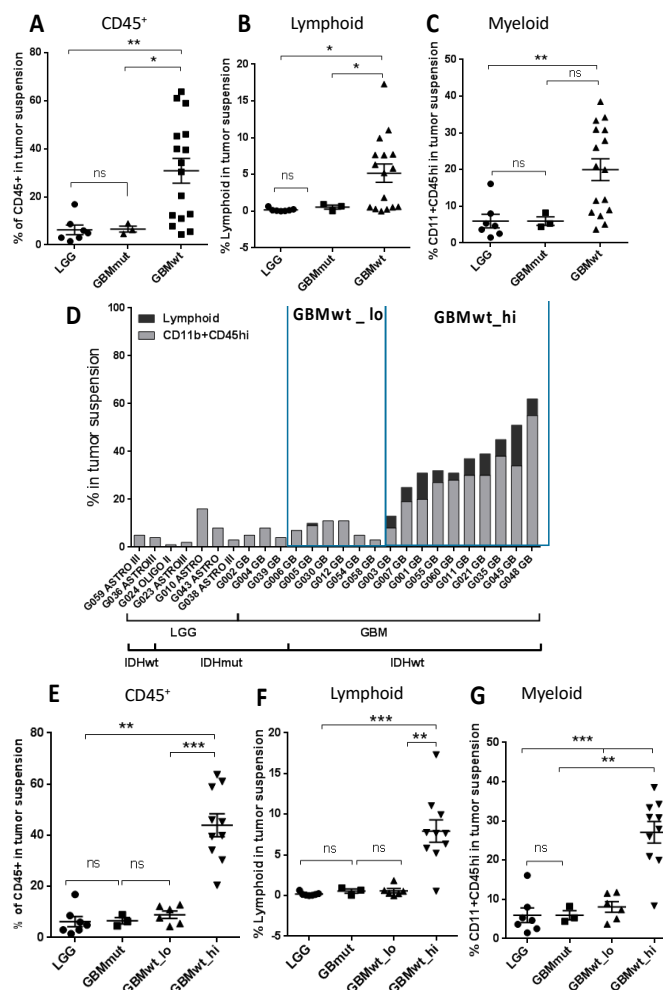 A CD45+
% of CD45+ in tumor suspension
80
60
40
20
0
**
*
ns
LGG
GBMmut
GBMwt
B Lymphoid
% Lymphoid in tumor suspension
20
15
10
5
0
-5
*
*
ns
LGG
GBMmut
GBMwt
C Myeloid
% CD11+CD45hi in tumor suspension
50
40
30
20
10
0
**
ns
ns
LGG
GBMmut
GBMwt
D
% in tumor suspension
100
80
60
40
20
0
Lymphoid
CD11b+CD45hi
GBMwt_lo
GBMwt_hi
G059 ASTRO III
G036 ASTROIII
G024 OLIGO II
G023 ASTROIII
G010 ASTRO
G043 ASTRO
G038 ASTRO III
G002 GB
G004 GB
G039 GB
G006 GB
G005 GB
G030 GB
G012 GB
G054 GB
G058 GB
G003 GB
G007 GB
G001 GB
G055 GB
G060 GB
G011 GB
G021 GB
G035 GB
G045 GB
G048 GB
LGG GBM
IDHwt IDHmut IDHwt
E CD45+
% of CD45+ in tumor suspension
80
60
40
20
0
**
***
ns
ns
LGG
GBMmut
GBMwt_lo
GBMwt_hi
F Lymphoid
% Lymphoid in tumor suspension
20
15
10
5
0
-5
***
**
ns
ns
LGG
GBMmut
GBMwt_lo
GBMwt_hi
G Myeloid
% CD11+CD45hi in tumor suspension
50
40
30
20
10
0
***
**
ns
LGG
GBMmut
GBMwt_lo
GBMwt_hi